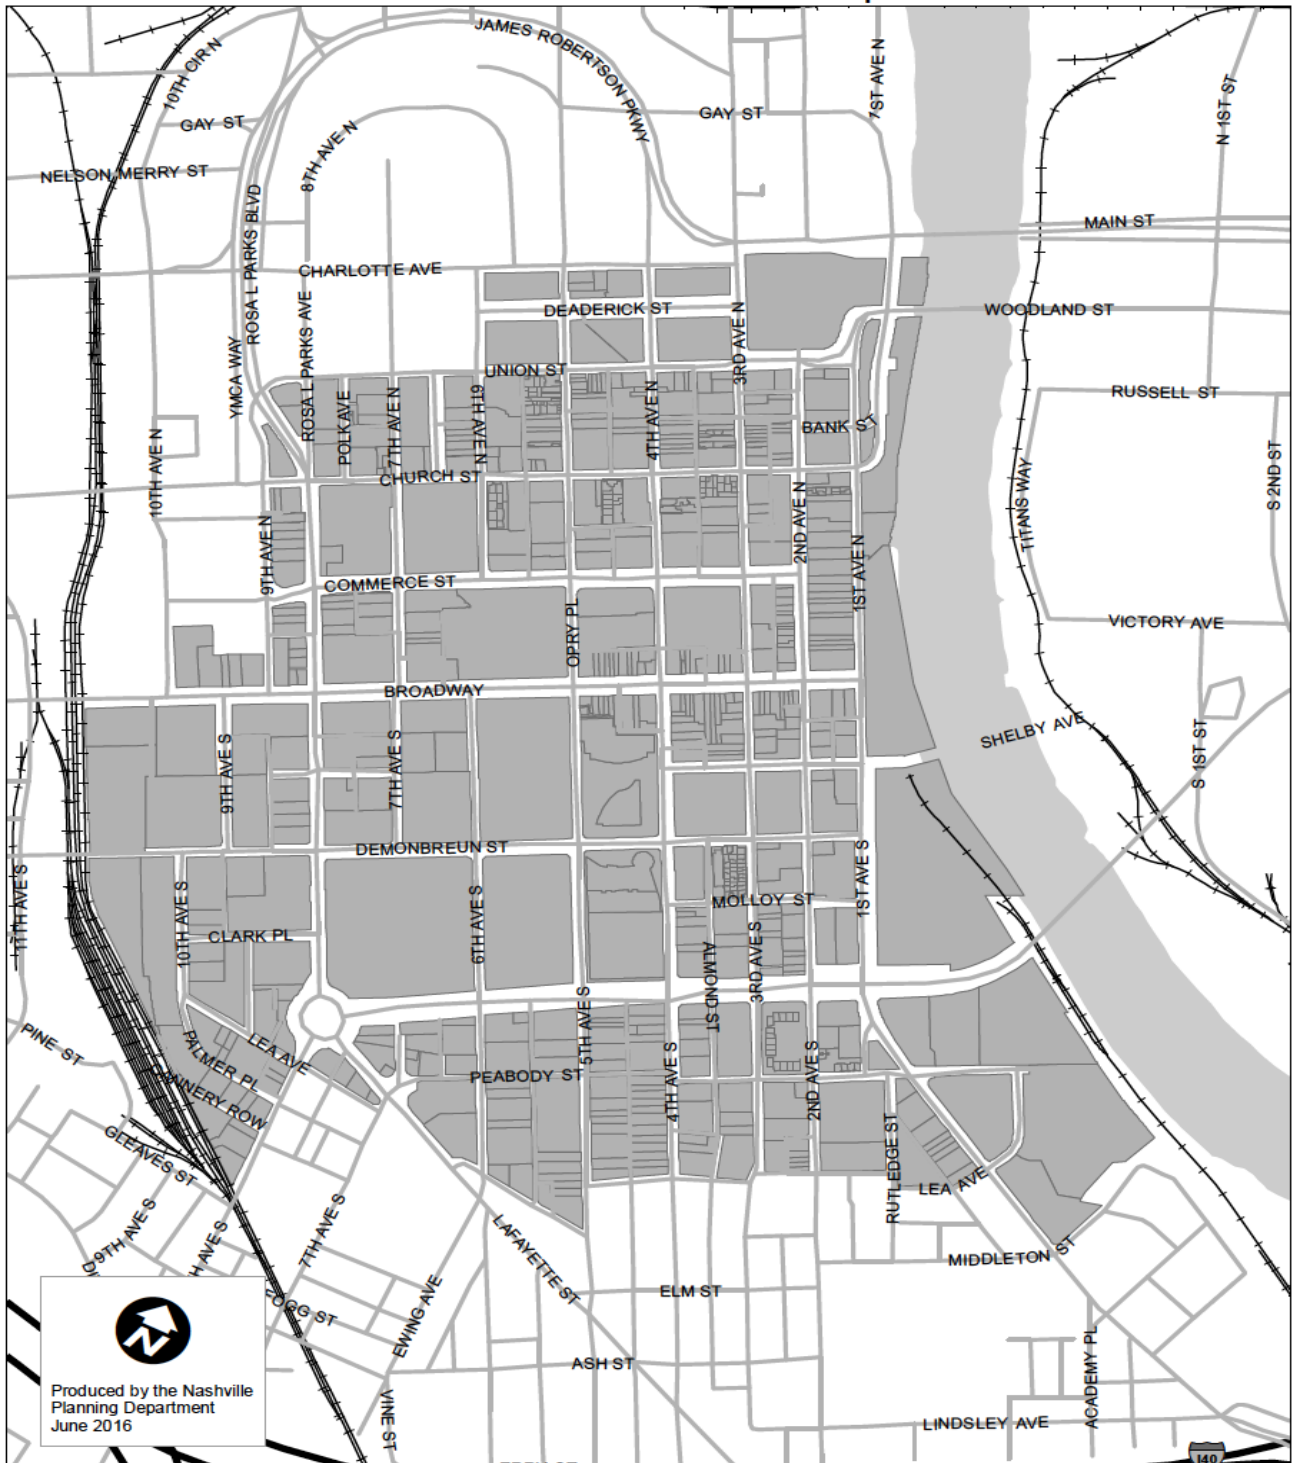 JAMES ROBERTSON PKWY
10TH CIR N
1ST AVE N
GAY ST
GAY ST
N 1ST ST
8TH AVE N
NELSON MERRY ST
ROSA L PARKS BLVD
MAIN ST
CHARLOTTE AVE
DEADERICK ST
WOODLAND ST
ROSA L PARKS AVE
3RD AVE N
YMCA WAY
UNION ST
RUSSELL ST
POLK AVE
7TH AVE N
6TH AVE N
4TH AVE N
BANK ST
10TH AVE N
CHURCH ST
S 2ND ST
TITANS WAY
2ND AVE N
9TH AVE N
1ST AVE N
COMMERCE ST
OPRY PL
VICTORY AVE
BROADWAY
SHELBY AVE
S 1ST ST
9TH AVE S
7TH AVE S
DEMONBREUN ST
11TH AVE S
10TH AVE S
6TH AVE S
1ST AVE S
MOLLOY ST
CLARK PL
ALMOND ST
3RD AVE S
5TH AVE S
PINE ST
PALMER PL
LEA AVE
CANNERY ROW
PEABODY ST
4TH AVE S
2ND AVE S
GLEAVES ST
RUTLEDGE ST
LEA AVE
9TH AVE S
7TH AVE S
LAFAYETTE ST
MIDDLETON ST
ELM ST
EWING AVE
ASH ST
ACADEMY PL
VINE ST
LINDSLEY AVE
I40
N
Produced by the Nashville
Planning Department
June 2016